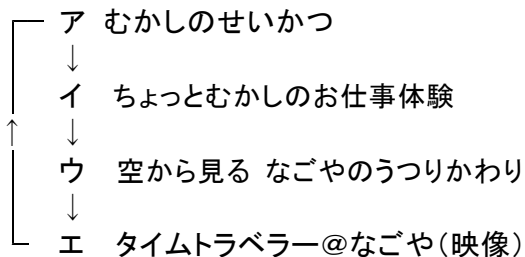 ア むかしのせいかつ
↓
イ ちょっとむかしのお仕事体験
↓
ウ 空から見る なごやのうつりかわり
↓
エ タイムトラベラー@なごや(映像)